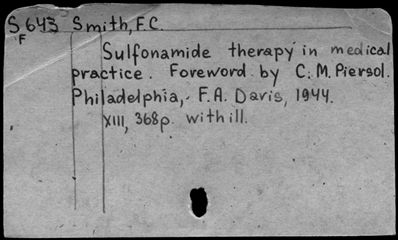 S 643 Smith, F.C.
F
Sulfonamide therapy in medical
practice. Foreword by C. M. Piersol.
Philadelphia, F.A. Davis, 1944.
XIII, 368p. with ill.